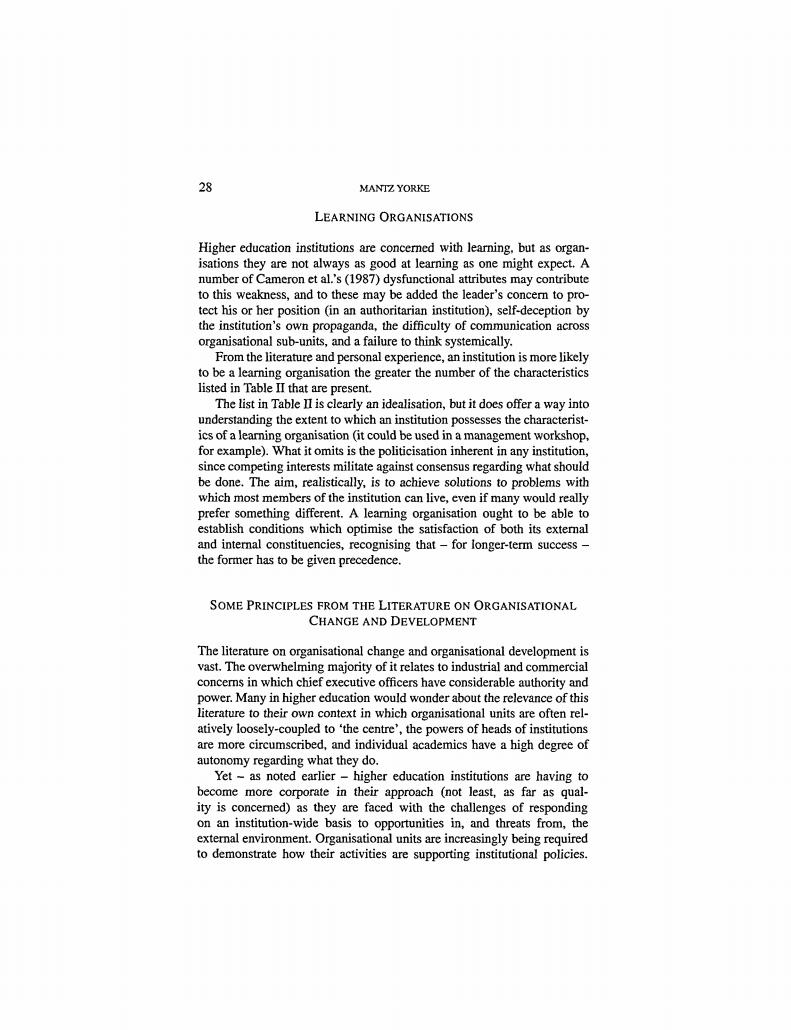 28
MANTZ YORKE
LEARNING ORGANISATIONS
Higher education institutions are concerned with learning, but as organ-
isations they are not always as good at learning as one might expect. A
number of Cameron et al.'s (1987) dysfunctional attributes may contribute
to this weakness, and to these may be added the leader's concern to pro-
tect his or her position (in an authoritarian institution), self-deception by
the institution's own propaganda, the difficulty of communication across
organisational sub-units, and a failure to think systemically.
From the literature and personal experience, an institution is more likely
to be a learning organisation the greater the number of the characteristics
listed in Table II that are present.
The list in Table II is clearly an idealisation, but it does offer a way into
understanding the extent to which an institution possesses the characterist-
ics of a learning organisation (it could be used in a management workshop,
for example). What it omits is the politicisation inherent in any institution,
since competing interests militate against consensus regarding what should
be done. The aim, realistically, is to achieve solutions to problems with
which most members of the institution can live, even if many would really
prefer something different. A learning organisation ought to be able to
establish conditions which optimise the satisfaction of both its external
and internal constituencies, recognising that – for longer-term success –
the former has to be given precedence.
SOME PRINCIPLES FROM THE LITERATURE ON ORGANISATIONAL
CHANGE AND DEVELOPMENT
The literature on organisational change and organisational development is
vast. The overwhelming majority of it relates to industrial and commercial
concerns in which chief executive officers have considerable authority and
power. Many in higher education would wonder about the relevance of this
literature to their own context in which organisational units are often rel-
atively loosely-coupled to 'the centre', the powers of heads of institutions
are more circumscribed, and individual academics have a high degree of
autonomy regarding what they do.
Yet – as noted earlier – higher education institutions are having to
become more corporate in their approach (not least, as far as qual-
ity is concerned) as they are faced with the challenges of responding
on an institution-wide basis to opportunities in, and threats from, the
external environment. Organisational units are increasingly being required
to demonstrate how their activities are supporting institutional policies.